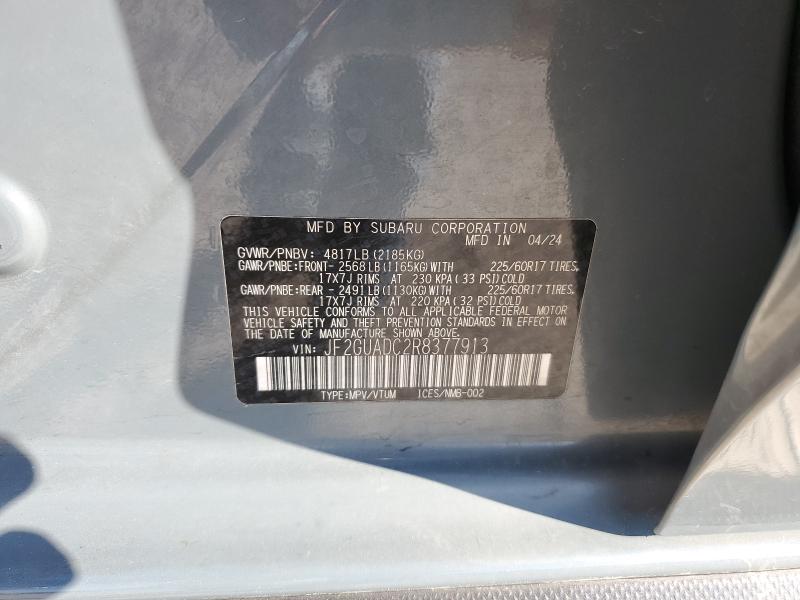 MFD BY SUBARU CORPORATION
MFD IN 04/24
GVWR/PNBV: 4817LB (2185KG)
GAWR/PNBE:FRONT- 2568LB (1165KG) WITH 225/60R17 TIRES,
17X7J RIMS AT 230 KPA (33 PSI) COLD
GAWR/PNBE:REAR - 2491LB (1130KG) WITH 225/60R17 TIRES,
17X7J RIMS AT 220 KPA (32 PSI) COLD
THIS VEHICLE CONFORMS TO ALL APPLICABLE FEDERAL MOTOR
VEHICLE SAFETY AND THEFT PREVENTION STANDARDS IN EFFECT ON
THE DATE OF MANUFACTURE SHOWN ABOVE.
VIN: JF2GUADC2R8377913
TYPE:MPV/VTUM ICES/NMB-002